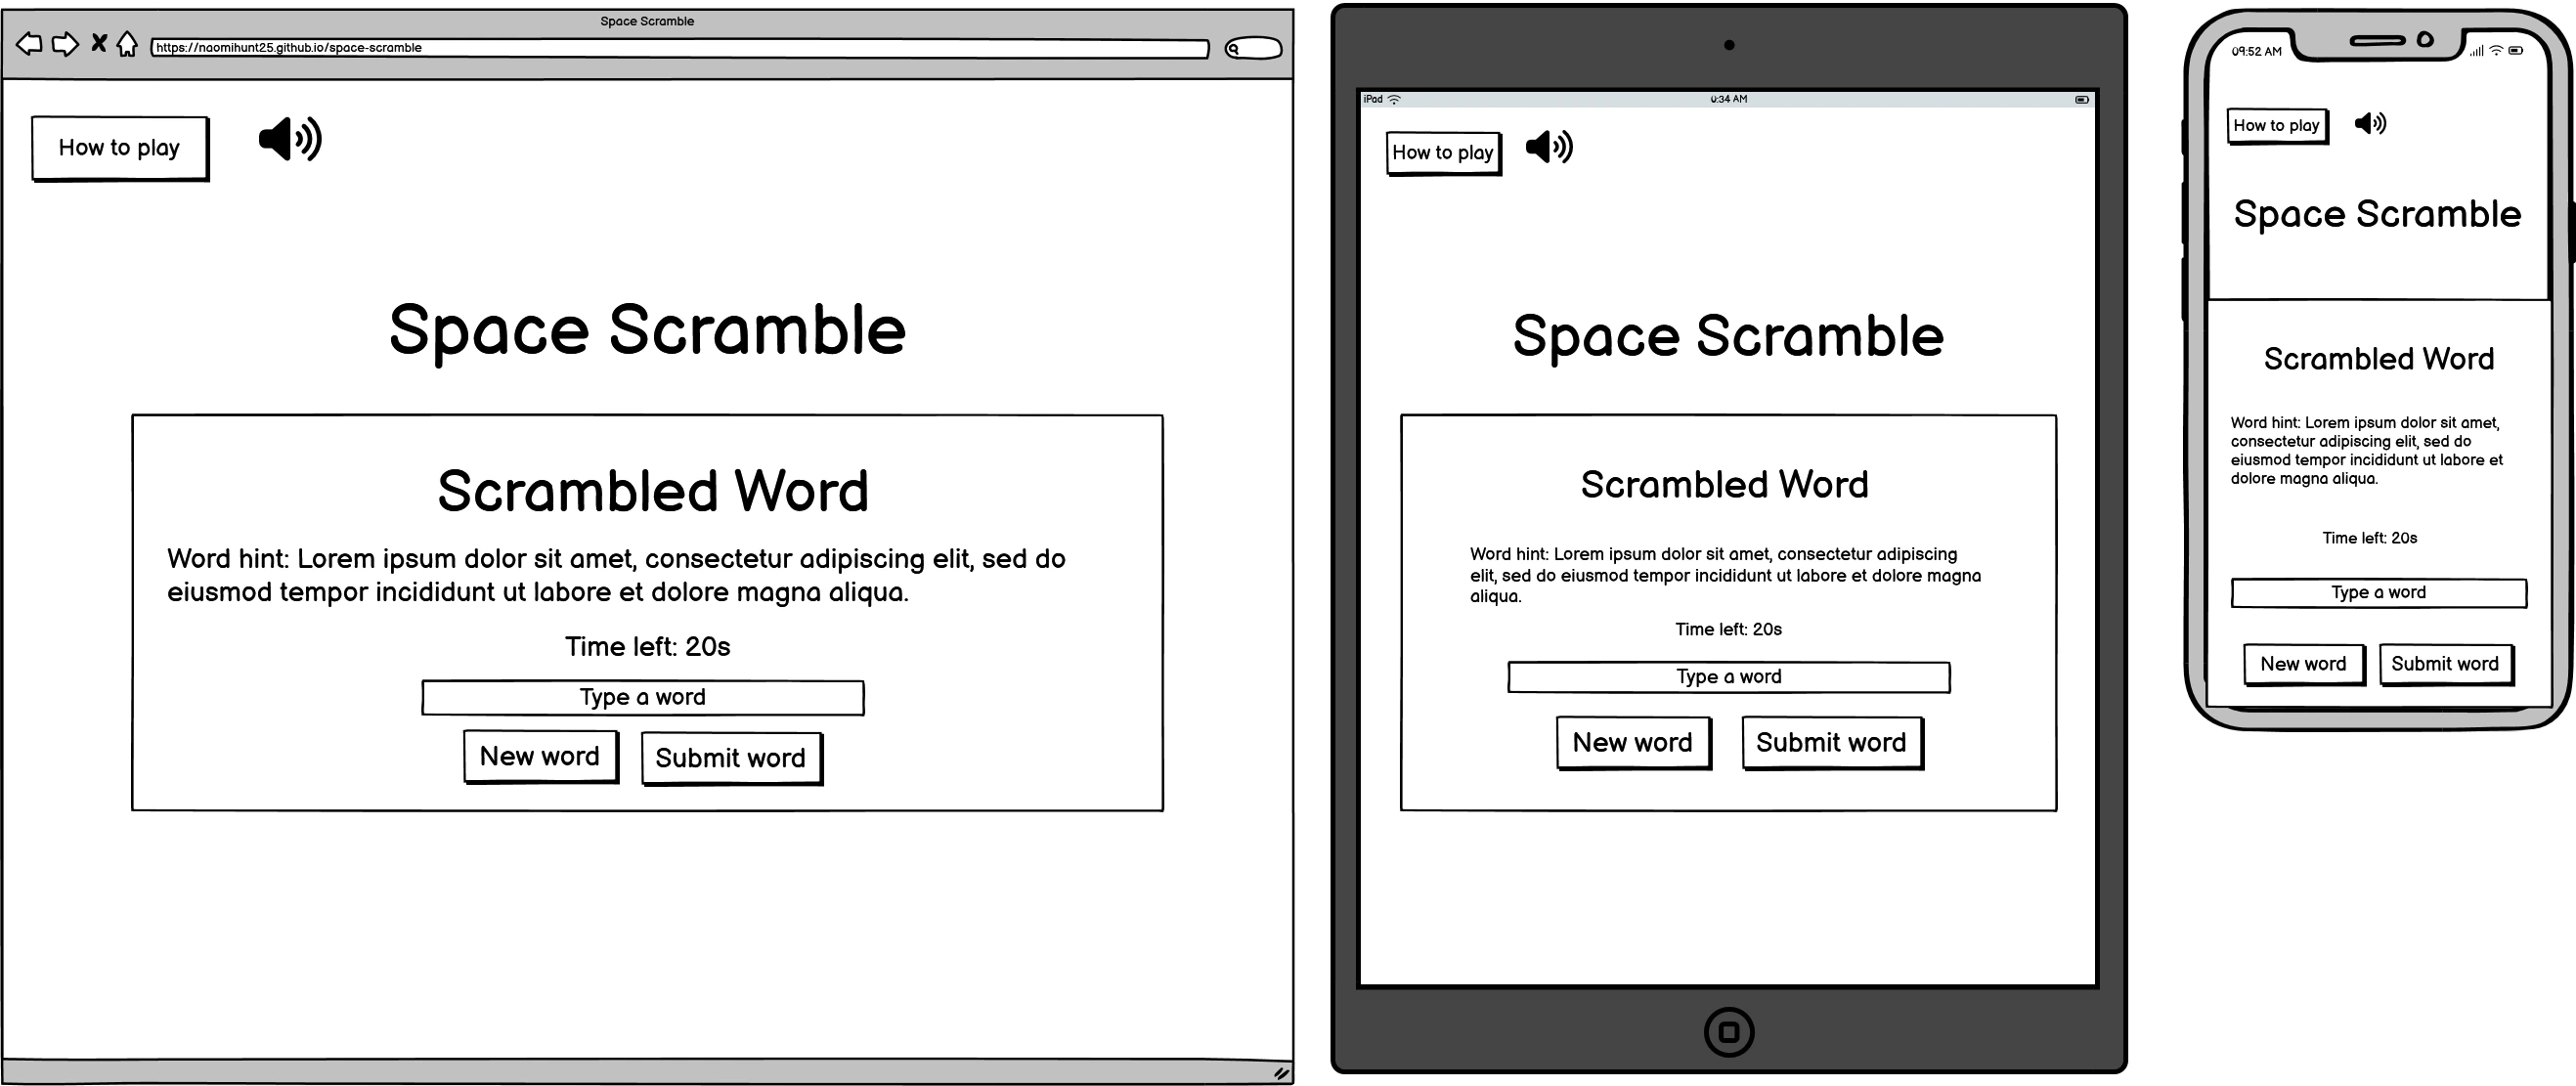 Space Scramble
https://naomihunt25.github.io/space-scramble
How to play
Space Scramble
Scrambled Word
Word hint: Lorem ipsum dolor sit amet, consectetur adipiscing elit, sed do
eiusmod tempor incididunt ut labore et dolore magna aliqua.
Time left: 20s
Type a word
New word
Submit word
iPad
0:34 AM
How to play
Space Scramble
Scrambled Word
Word hint: Lorem ipsum dolor sit amet, consectetur adipiscing
elit, sed do eiusmod tempor incididunt ut labore et dolore magna
aliqua.
Time left: 20s
Type a word
New word
Submit word
09:52 AM
How to play
Space Scramble
Scrambled Word
Word hint: Lorem ipsum dolor sit amet,
consectetur adipiscing elit, sed do
eiusmod tempor incididunt ut labore et
dolore magna aliqua.
Time left: 20s
Type a word
New word
Submit word